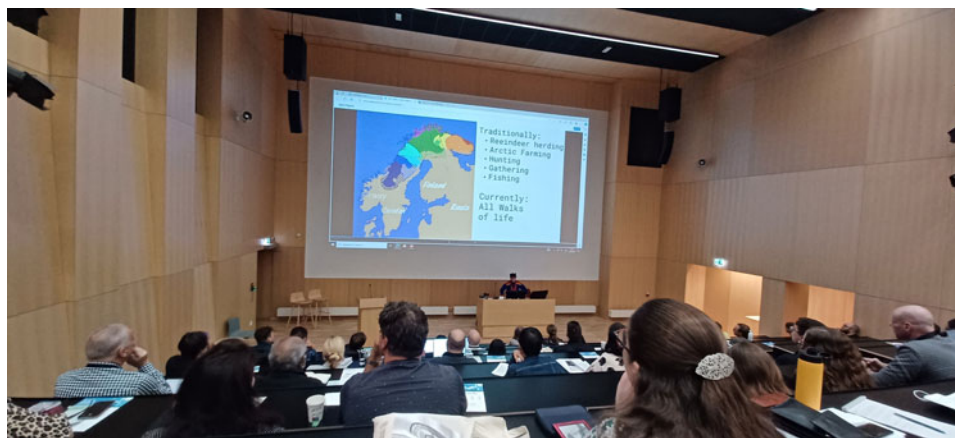 Traditionally:
• Reeindeer herding
• Arctic Farming
• Hunting
• Gathering
• Fishing
Currently:
All Walks
of life
Finland
Russia